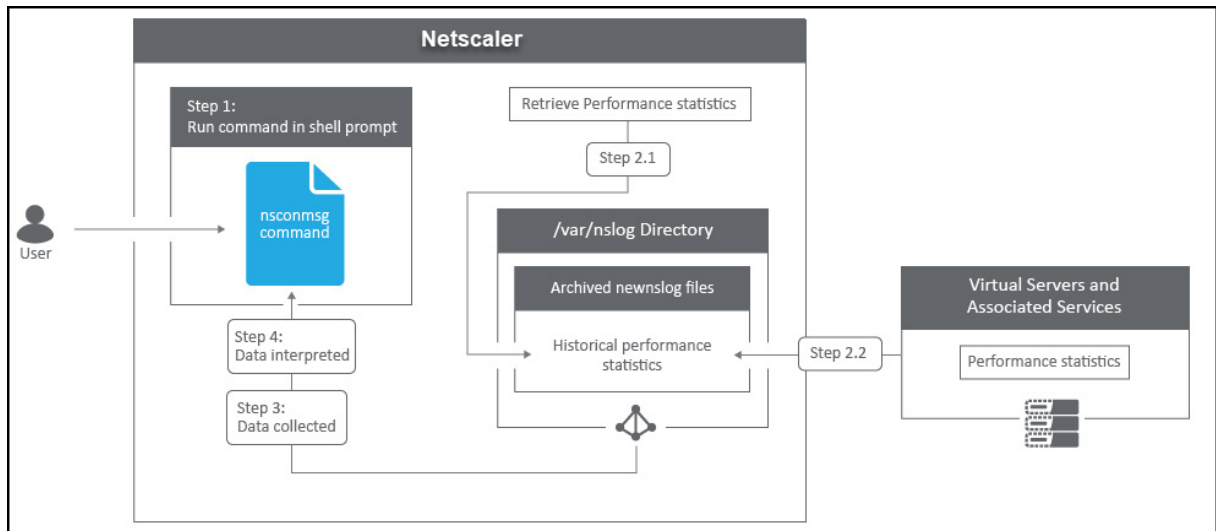 Netscaler
Step 1:
Run command in shell prompt
nsconmsg
command
User
Step 4:
Data interpreted
Step 3:
Data collected
Retrieve Performance statistics
Step 2.1
/var/nslog Directory
Archived newnslog files
Historical performance
statistics
Step 2.2
Virtual Servers and
Associated Services
Performance statistics